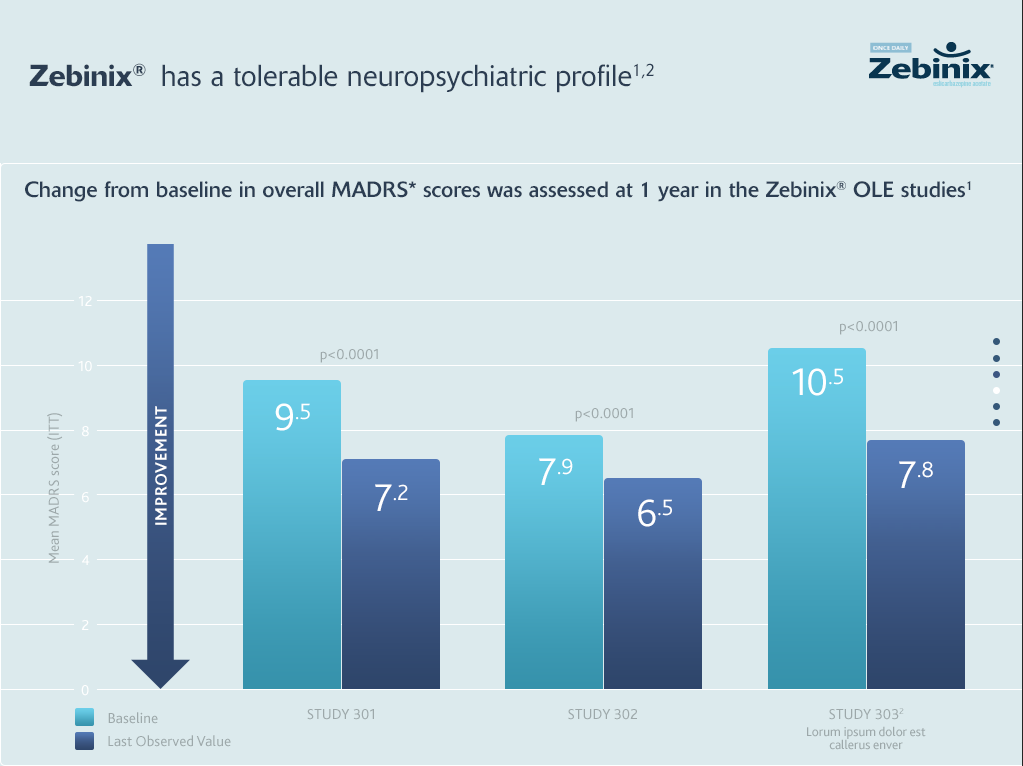 Zebinix® has a tolerable neuropsychiatric profile1,2
ONCE DAILY
Zebinix®
Change from baseline in overall MADRS* scores was assessed at 1 year in the Zebinix® OLE studies1
Mean MADRS score (ITT)
12
10
8
6
4
2
0
IMPROVEMENT
p<0.0001
9.5
7.2
p<0.0001
7.9
6.5
p<0.0001
10.5
7.8
STUDY 301
STUDY 302
STUDY 3032
Lorum ipsum dolor est
callerus enver
Baseline
Last Observed Value